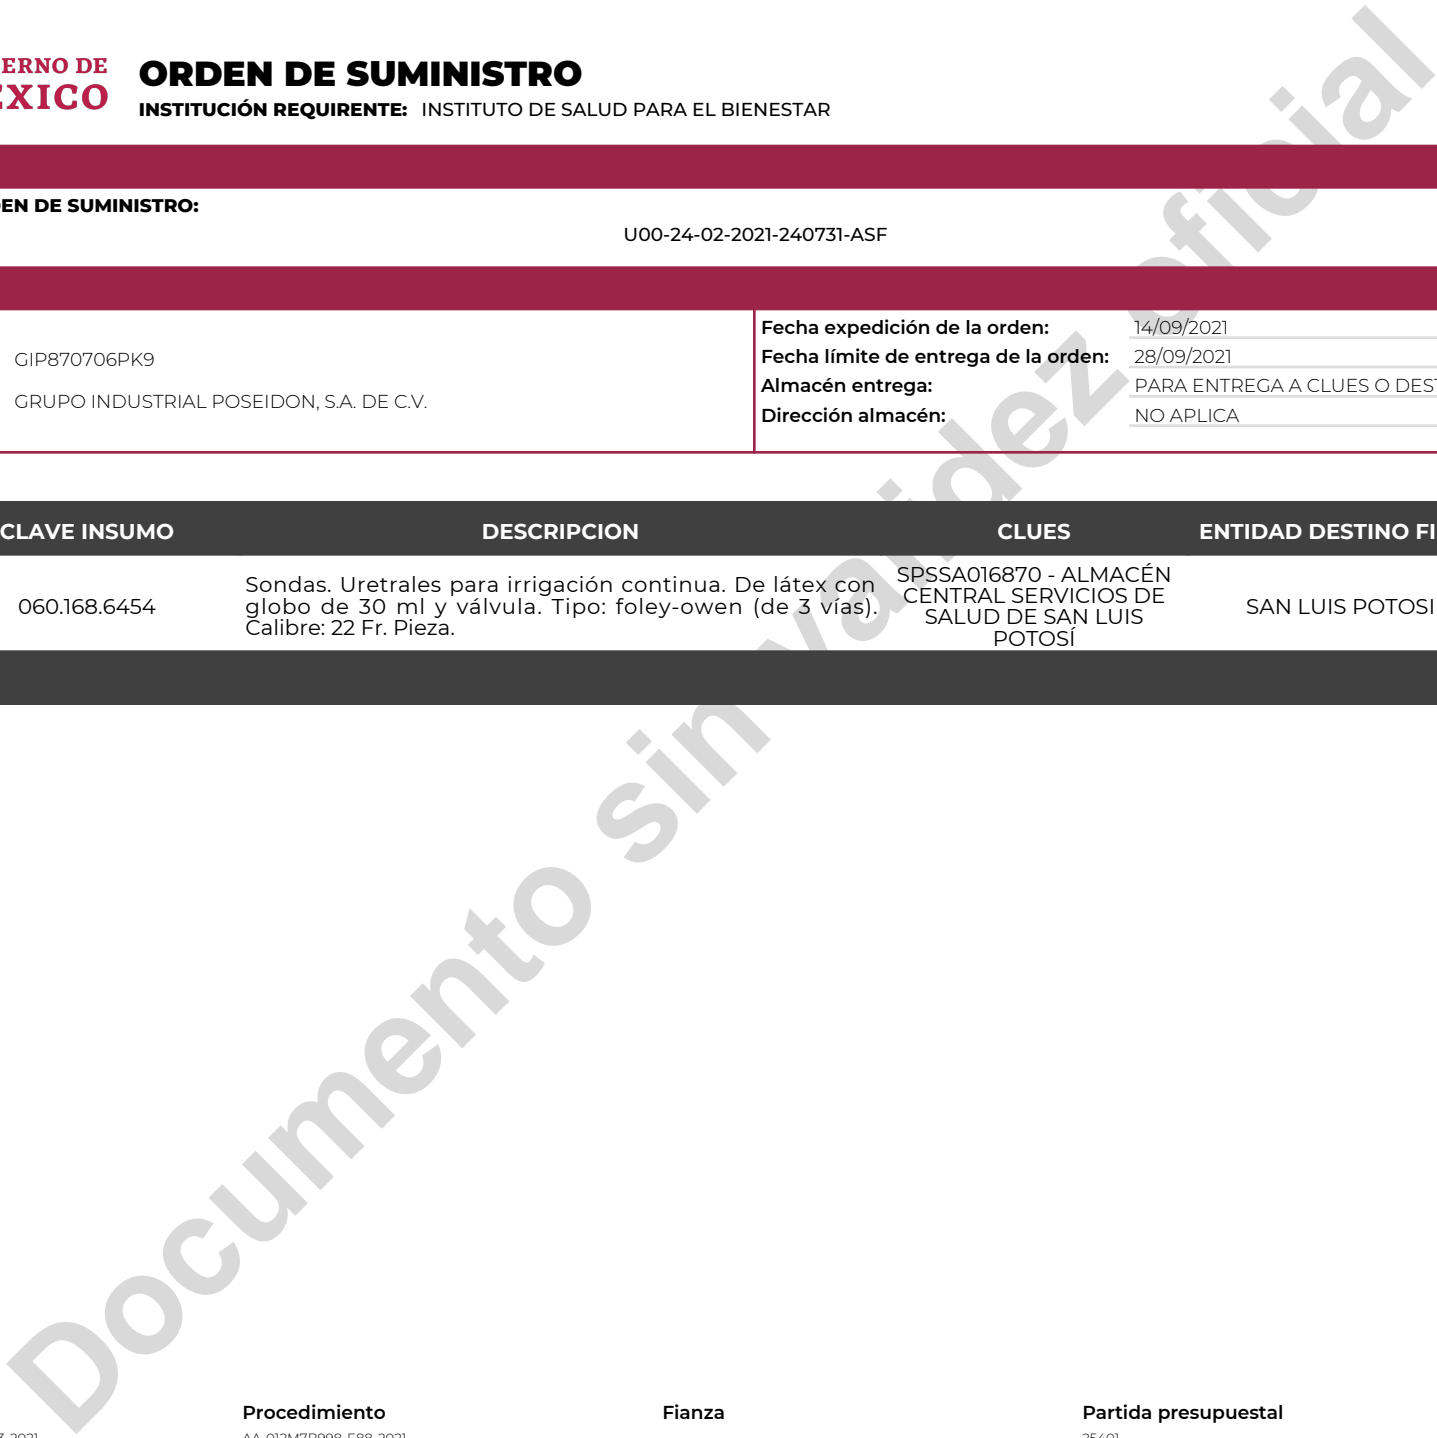 ERNO DE
EXICO
ORDEN DE SUMINISTRO
INSTITUCIÓN REQUIRENTE: INSTITUTO DE SALUD PARA EL BIENESTAR
EN DE SUMINISTRO:
U00-24-02-2021-240731-ASF
GIP870706PK9
GRUPO INDUSTRIAL POSEIDON, S.A. DE C.V.
Fecha expedición de la orden: 14/09/2021
Fecha límite de entrega de la orden: 28/09/2021
Almacén entrega: PARA ENTREGA A CLUES O DEST
Dirección almacén: NO APLICA
CLAVE INSUMO DESCRIPCION CLUES ENTIDAD DESTINO FI
060.168.6454
Sondas. Uretrales para irrigación continua. De látex con
globo de 30 ml y válvula. Tipo: foley-owen (de 3 vías).
Calibre: 22 Fr. Pieza.
SPSSA016870 - ALMACÉN
CENTRAL SERVICIOS DE
SALUD DE SAN LUIS
POTOSÍ
SAN LUIS POTOSI
Documento sin validez oficial
Procedimiento Fianza Partida presupuestal